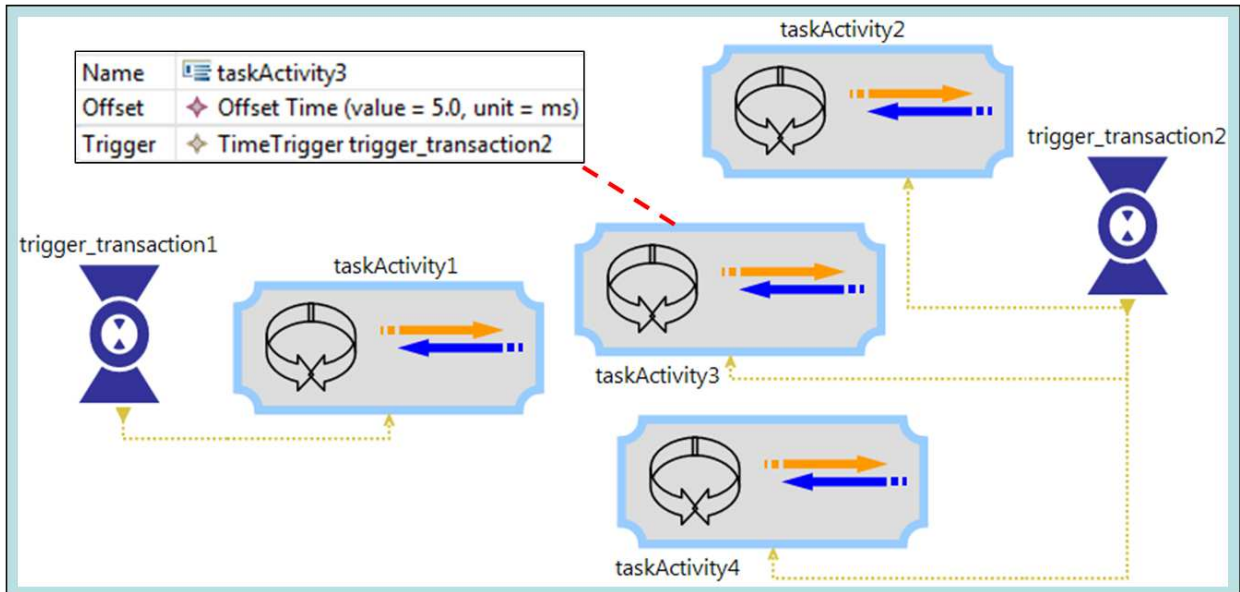 taskActivity2
Name taskActivity3
Offset Offset Time (value = 5.0, unit = ms)
Trigger TimeTrigger trigger_transaction2
trigger_transaction2
trigger_transaction1
taskActivity1
taskActivity3
taskActivity4